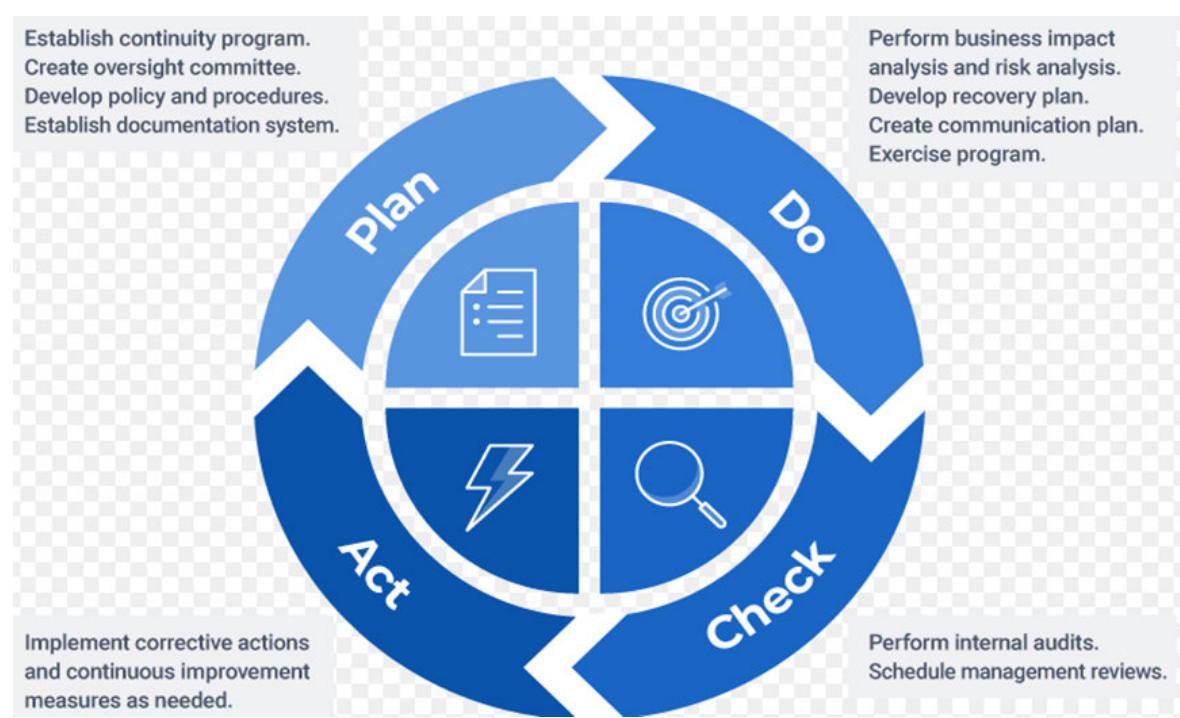 Establish continuity program.
Create oversight committee.
Develop policy and procedures.
Establish documentation system.
Perform business impact
analysis and risk analysis.
Develop recovery plan.
Create communication plan.
Exercise program.
Plan
Do
Act
Check
Implement corrective actions
and continuous improvement
measures as needed.
Perform internal audits.
Schedule management reviews.